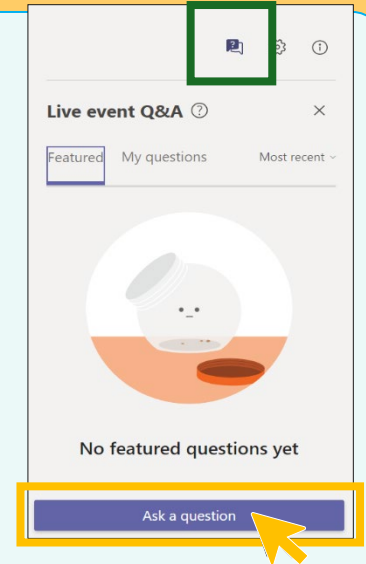 Live event Q&A
Featured My questions Most recent
No featured questions yet
Ask a question